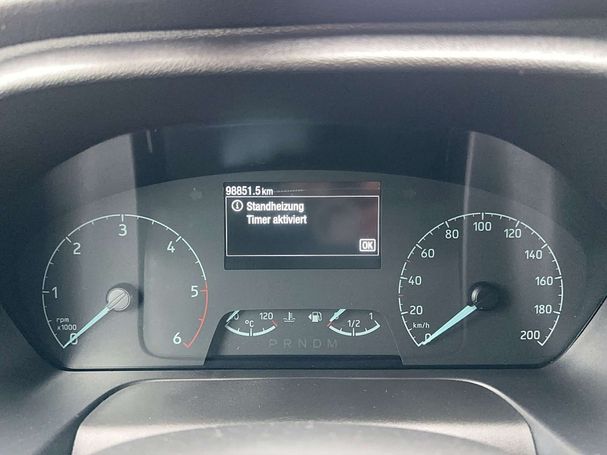 98851.5 km
Standheizung
Timer aktiviert
OK
0 1 2 3 4 5 6
rpm
x1000
120
°C
1/2 1
P R N D M
0 20 40 60 80 100 120 140 160 180 200
km/h